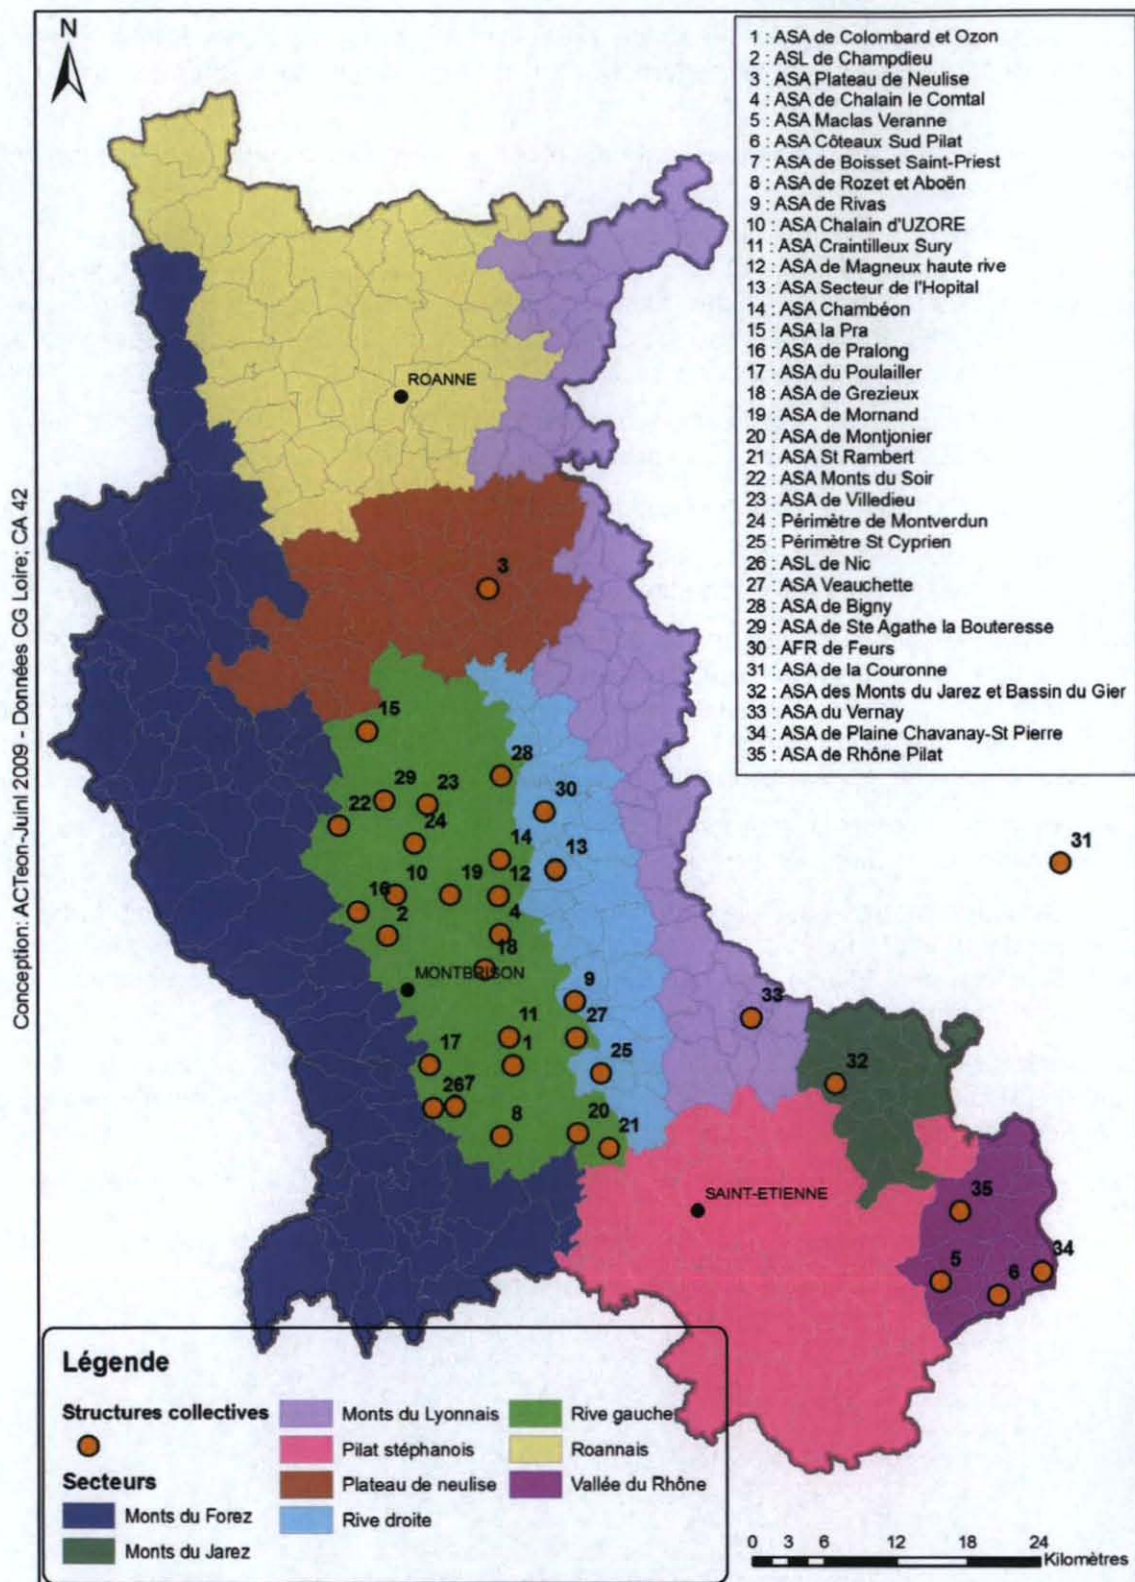 N
1 : ASA de Colombard et Ozon
2 : ASL de Champdieu
3 : ASA Plateau de Neulise
4 : ASA de Chalain le Comtal
5 : ASA Maclas Veranne
6 : ASA Côteaux Sud Pilat
7 : ASA de Boisset Saint-Priest
8 : ASA de Rozet et Aboën
9 : ASA de Rivas
10 : ASA Chalain d'UZORE
11 : ASA Craintilleux Sury
12 : ASA de Magneux haute rive
13 : ASA Secteur de l'Hopital
14 : ASA Chambéon
15 : ASA la Pra
16 : ASA de Pralong
17 : ASA du Poulailler
18 : ASA de Grezieux
19 : ASA de Mornand
20 : ASA de Montjonier
21 : ASA St Rambert
22 : ASA Monts du Soir
23 : ASA de Villedieu
24 : Périmètre de Montverdun
25 : Périmètre St Cyprien
26 : ASL de Nic
27 : ASA Veauchette
28 : ASA de Bigny
29 : ASA de Ste Agathe la Bouteresse
30 : AFR de Feurs
31 : ASA de la Couronne
32 : ASA des Monts du Jarez et Bassin du Gier
33 : ASA du Vernay
34 : ASA de Plaine Chavanay-St Pierre
35 : ASA de Rhône Pilat
Conception: ACTeon-Juinl 2009 - Données CG Loire; CA 42
ROANNE
3
15
28
29
23
30
22
24
14
13
31
10
19
12
16
2
4
18
MONTBRISON
9
33
11
27
17
1
25
32
26
7
8
20
21
SAINT-ETIENNE
35
5
6
34
Légende
Structures collectives
Secteurs
Monts du Forez
Monts du Jarez
Monts du Lyonnais
Pilat stéphanois
Plateau de neulise
Rive droite
Rive gauche
Roannais
Vallée du Rhône
0 3 6 12 18 24
Kilomètres